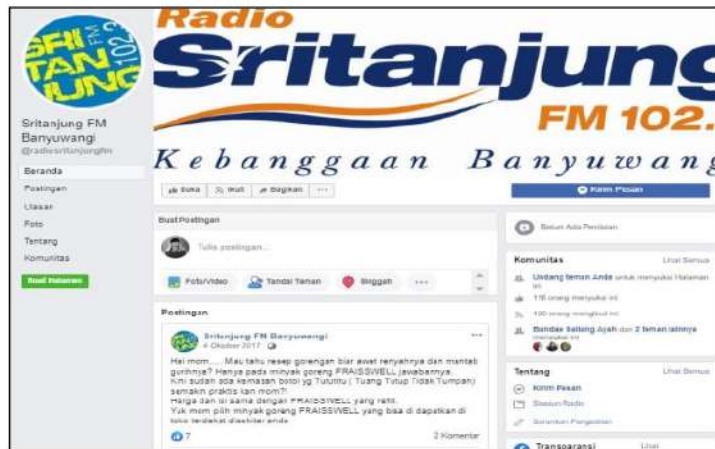 SRI
TAN
JUNG
FM
102.3
Sritanjung FM
Banyuwangi
@radiosritanjungfm
Beranda
Postingan
Ulasan
Foto
Tentang
Komunitas
Buat Halaman
Radio
Sritanjung
FM 102.
Kebanggaan Banyuwang
Suka
Ikuti
Bagikan
Kirim Pesan
Buat Postingan
Tulis postingan...
Foto/Video
Tandai Teman
Singgah
Postingan
Sritanjung FM Banyuwangi
4 Oktober 2017
Hai mom..... Mau tahu resep gorengan biar awet renyahnya dan mantab
gurihnya? Hanya pada minyak goreng FRAISSWELL jawabannya.
Kini sudah ada kemasan botol yg Tututtu ( Tuang Tutup Tidak Tumpah)
semakin praktis kan mom?!
Harga dan isi sama dengan FRAISSWELL yang refill.
Yuk mom pilih minyak goreng FRAISSWELL yang bisa di dapatkan di
toko terdekat disekitar anda
7
2 Komentar
Belum Ada Penilaian
Komunitas
Lihat Semua
Undang teman Anda untuk menyukai Halaman
ini
116 orang menyukai ini
orang mengikuti ini
dan 2 teman lainnya
menyukai ini
Tentang
Lihat Semua
Kirim Pesan
Stasiun Radio
Sarankan Pengeditan
Transparansi
Lihat